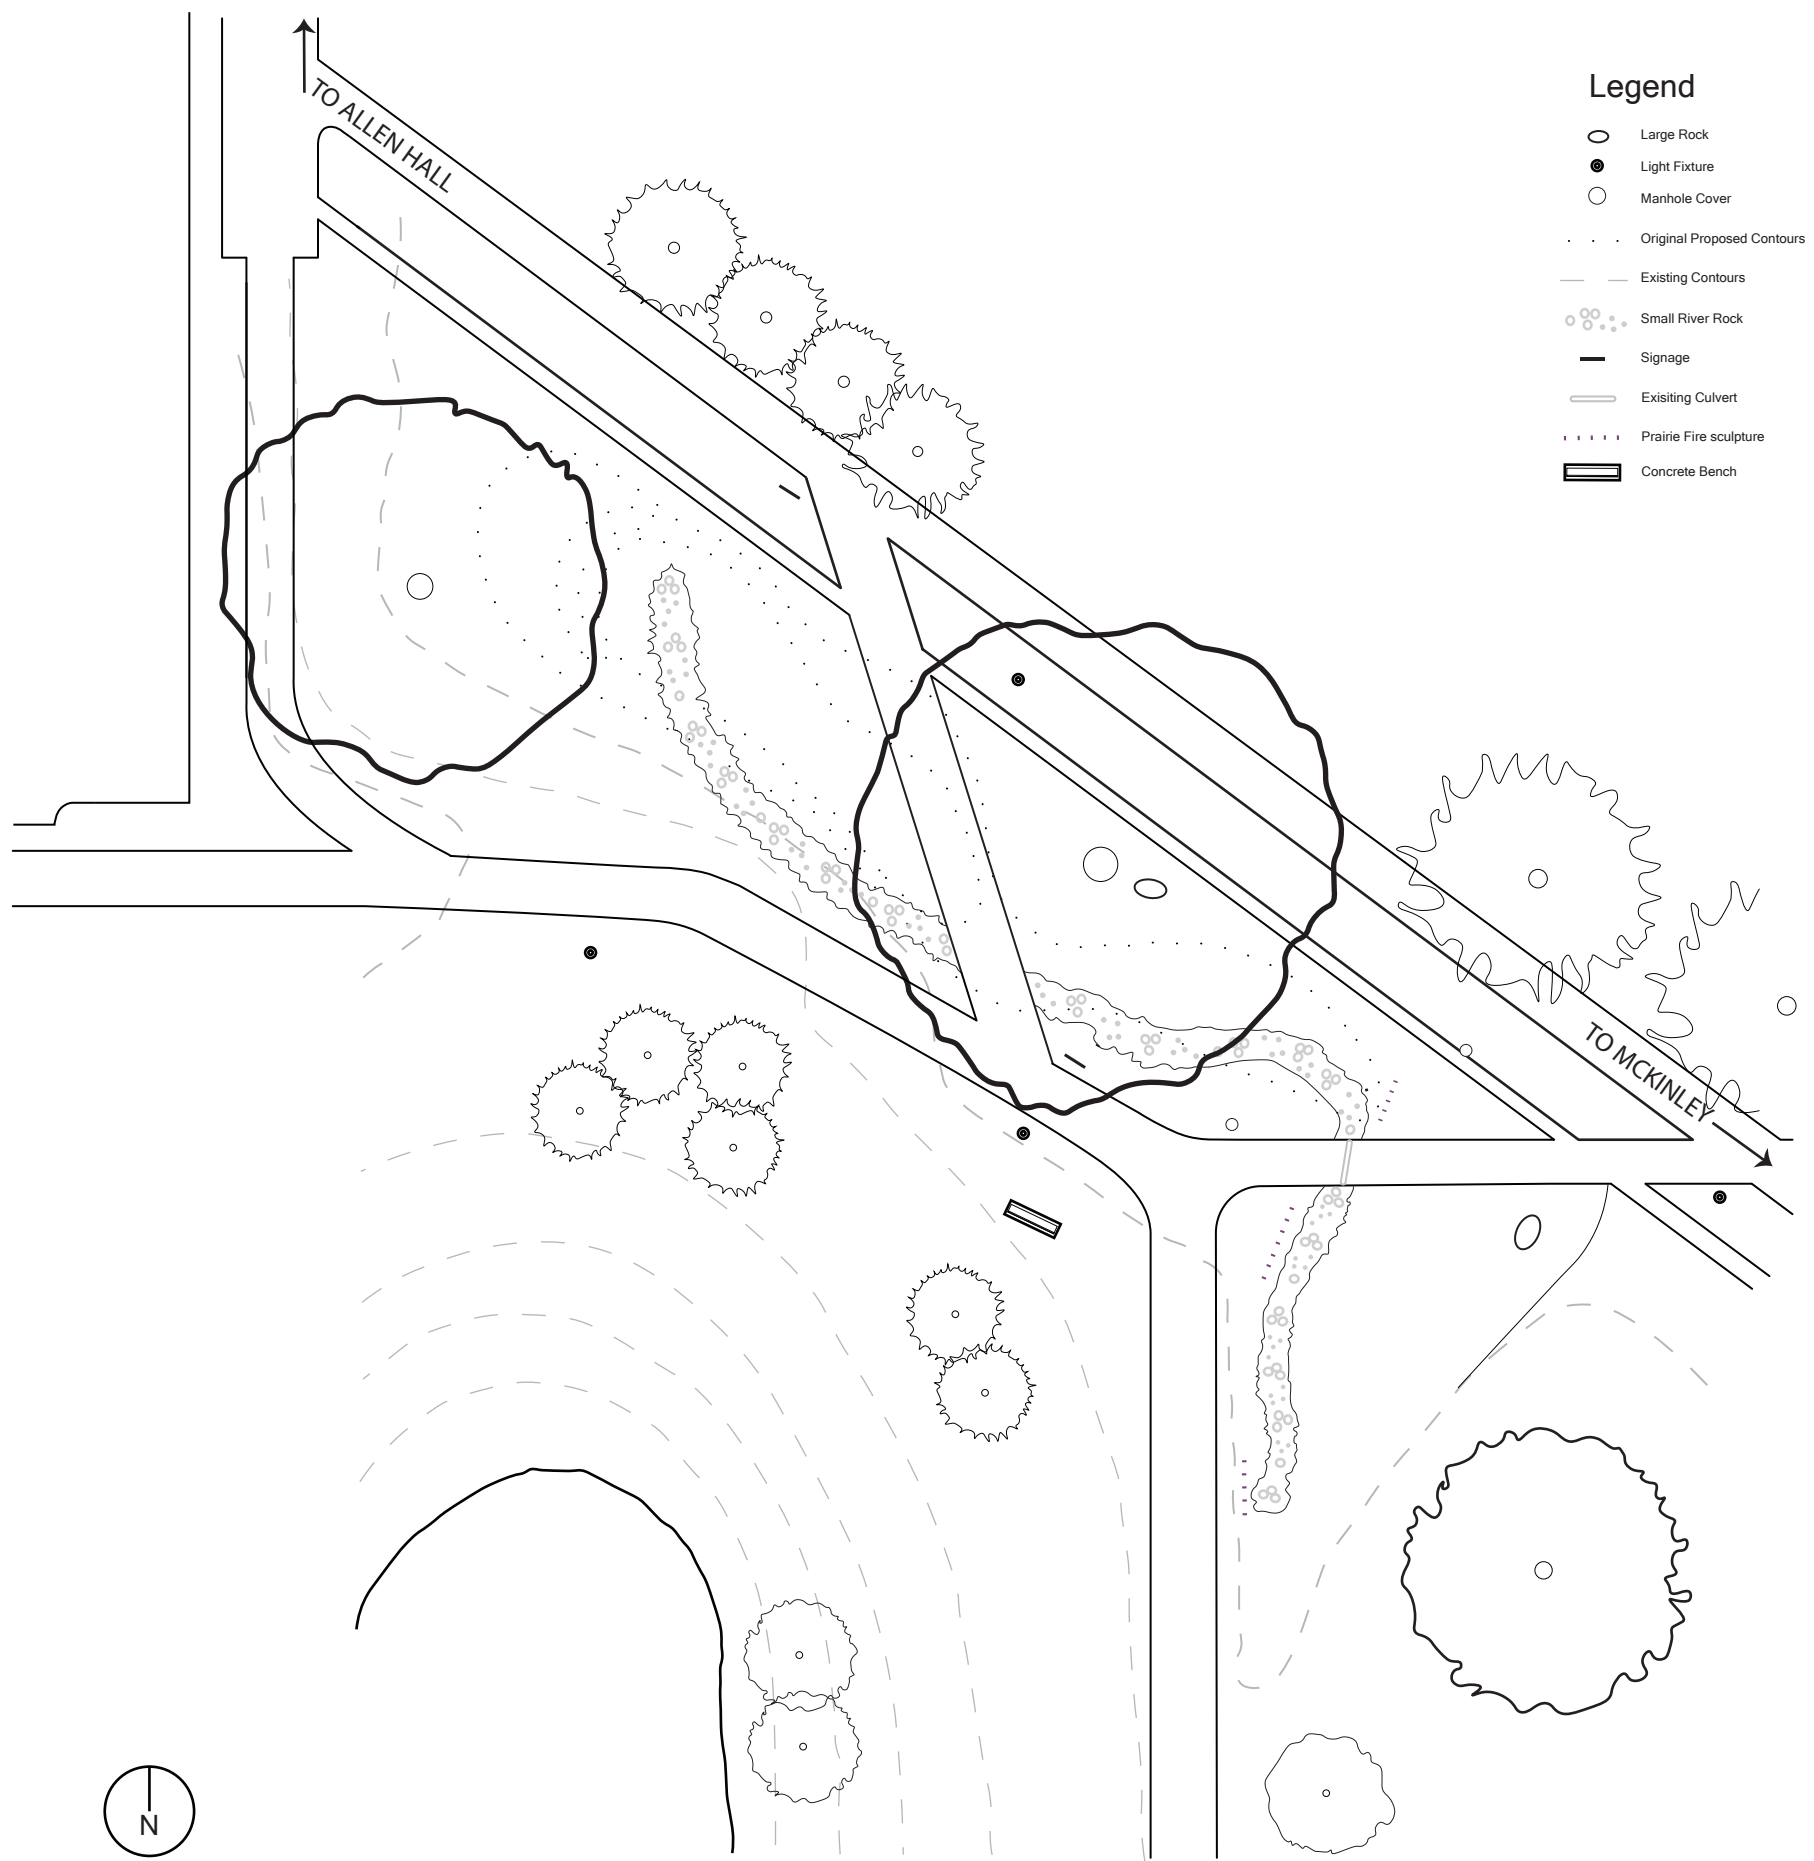 TO ALLEN HALL
Legend
Large Rock
Light Fixture
Manhole Cover
Original Proposed Contours
Existing Contours
Small River Rock
Signage
Exisiting Culvert
Prairie Fire sculpture
Concrete Bench
TO MCKINLEY
N